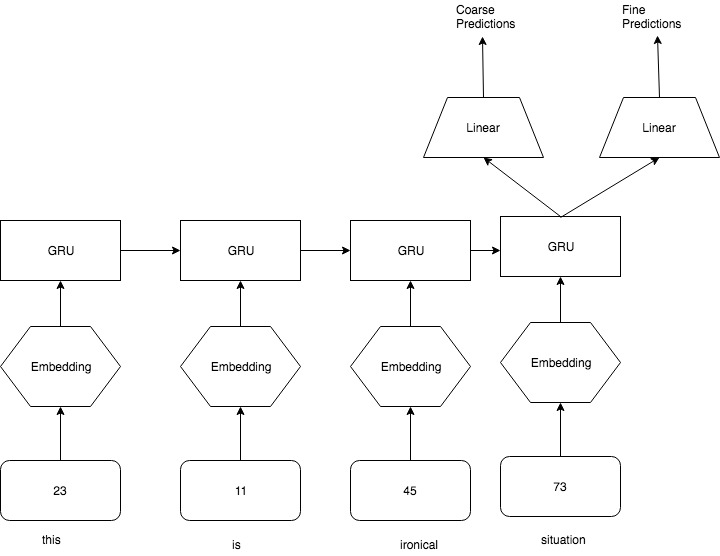 Coarse
Predictions
Fine
Predictions
Linear
Linear
GRU
GRU
GRU
GRU
Embedding
Embedding
Embedding
Embedding
23
11
45
73
this
is
ironical
situation